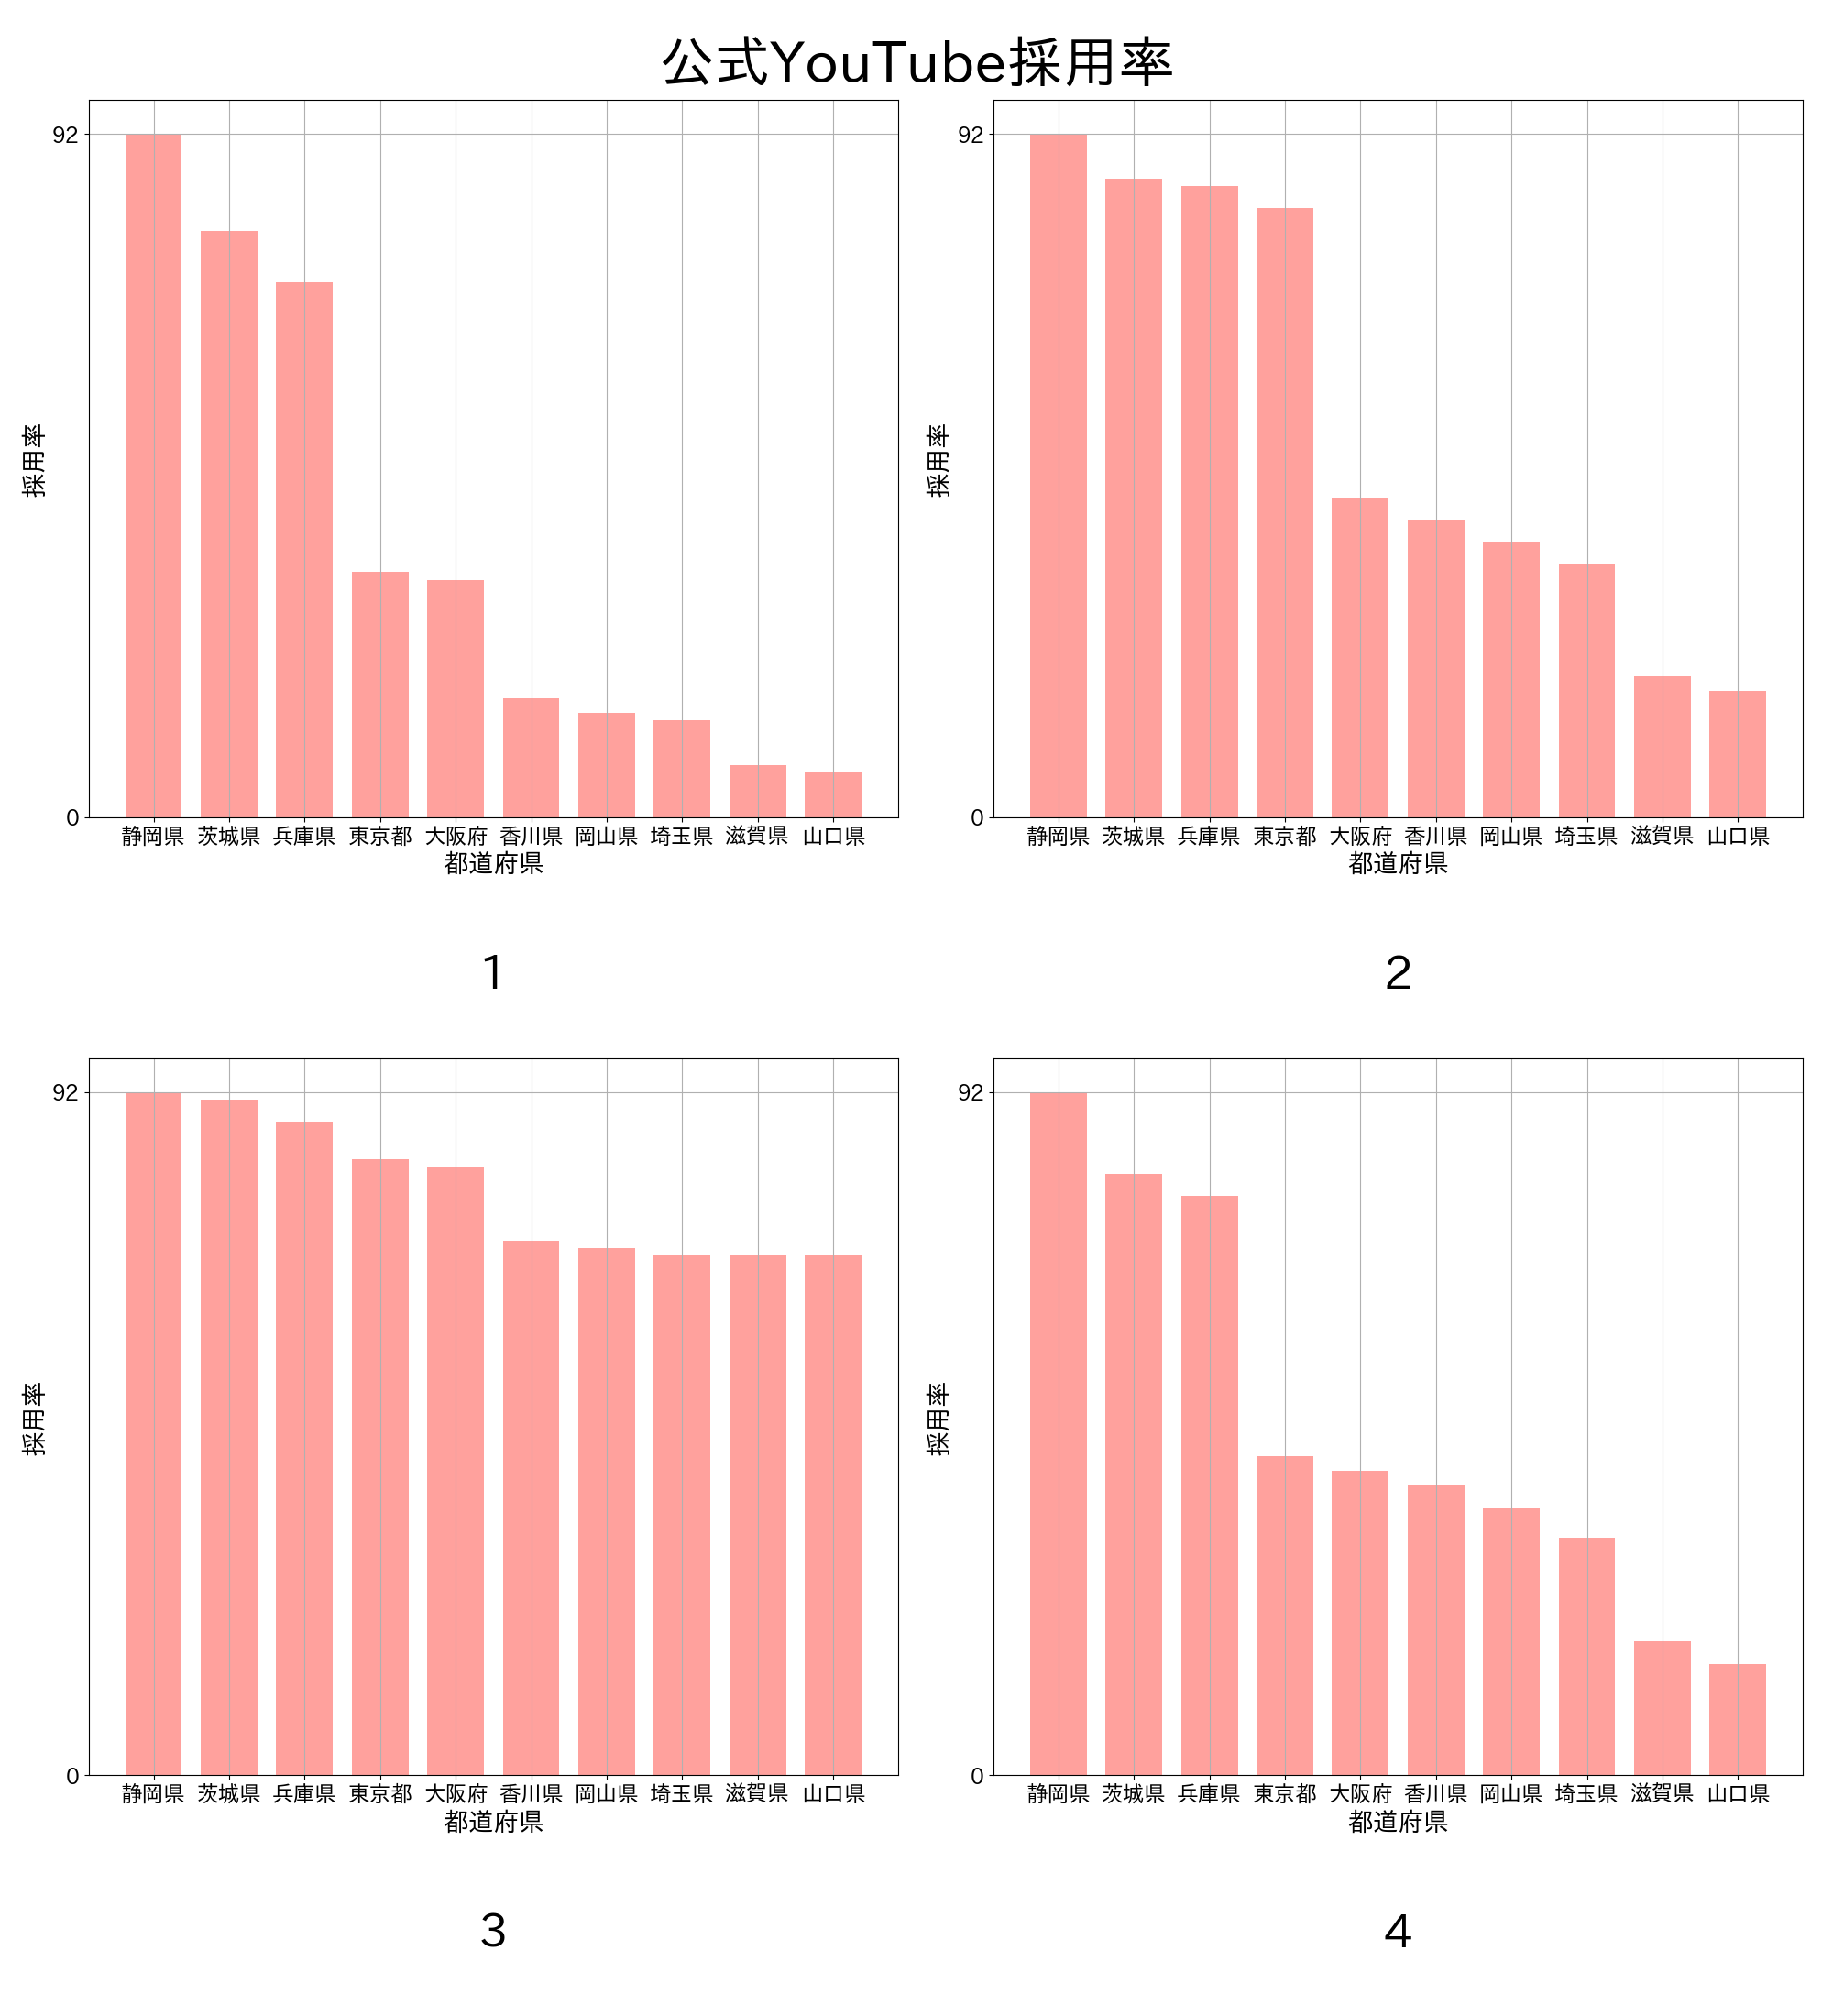 公式YouTube採用率
92
0
採用率
静岡県 茨城県 兵庫県 東京都 大阪府 香川県 岡山県 埼玉県 滋賀県 山口県
都道府県
1
92
0
採用率
静岡県 茨城県 兵庫県 東京都 大阪府 香川県 岡山県 埼玉県 滋賀県 山口県
都道府県
2
92
0
採用率
静岡県 茨城県 兵庫県 東京都 大阪府 香川県 岡山県 埼玉県 滋賀県 山口県
都道府県
3
92
0
採用率
静岡県 茨城県 兵庫県 東京都 大阪府 香川県 岡山県 埼玉県 滋賀県 山口県
都道府県
4